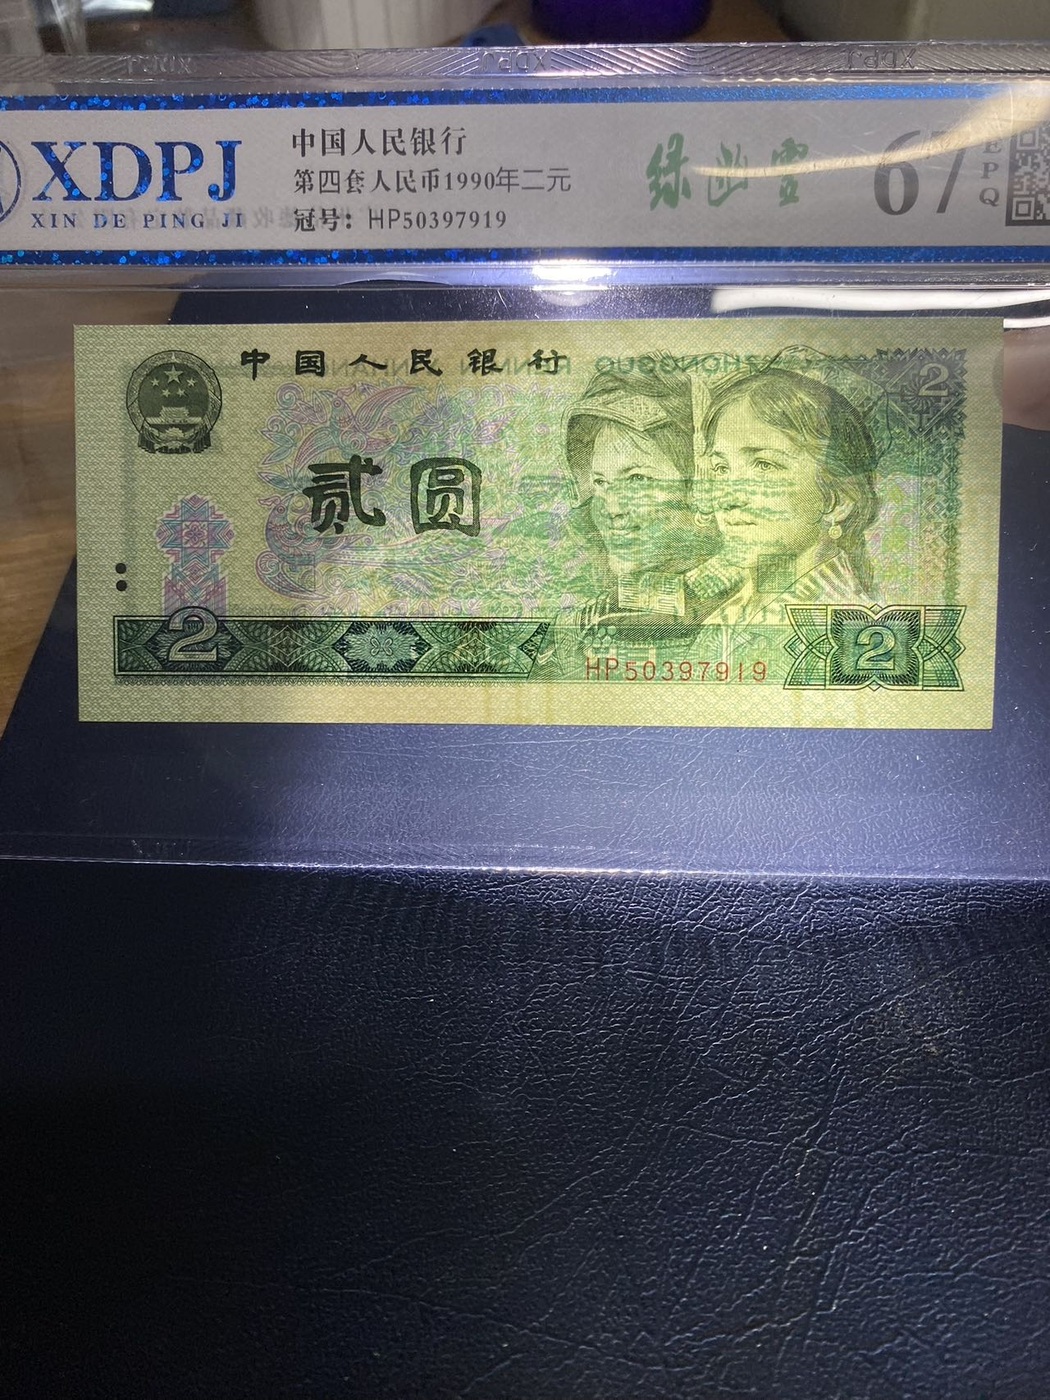 XDPJ
XIN DE PING JI
中国人民银行
第四套人民币1990年二元
冠号: HP50397919
绿幽灵
67
EPQ
中国人民银行
2
贰圆
2
HP50397919
2